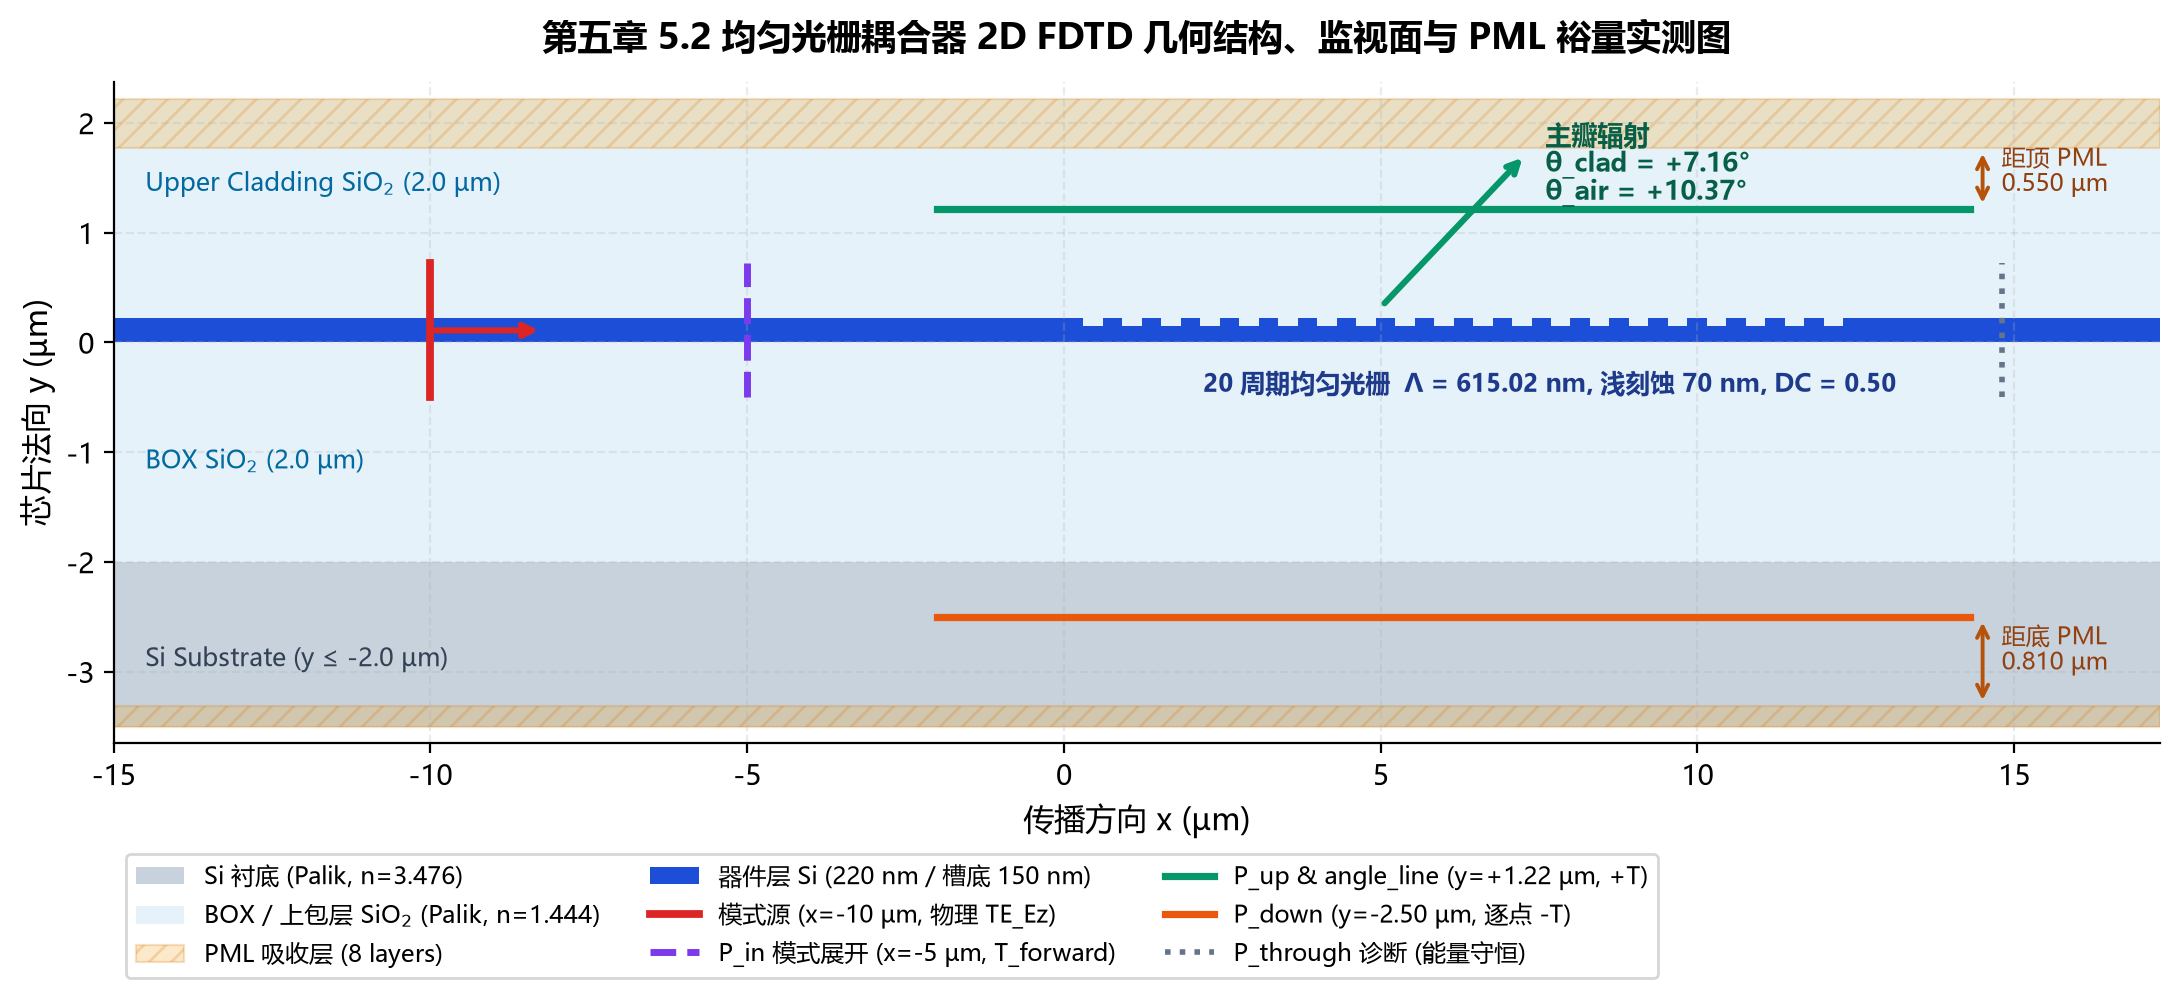 第五章 5.2 均匀光栅耦合器 2D FDTD 几何结构、监视面与 PML 裕量实测图
芯片法向 y (μm)
2
1
0
-1
-2
-3
Upper Cladding SiO₂ (2.0 μm)
主瓣辐射
θ_clad = +7.16°
θ_air = +10.37°
距顶 PML
0.550 μm
20 周期均匀光栅 Λ = 615.02 nm, 浅刻蚀 70 nm, DC = 0.50
BOX SiO₂ (2.0 μm)
Si Substrate (y ≤ -2.0 μm)
距底 PML
0.810 μm
-15
-10
-5
0
5
10
15
传播方向 x (μm)
Si 衬底 (Palik, n=3.476)
BOX / 上包层 SiO₂ (Palik, n=1.444)
PML 吸收层 (8 layers)
器件层 Si (220 nm / 槽底 150 nm)
模式源 (x=-10 μm, 物理 TE_Ez)
P_in 模式展开 (x=-5 μm, T_forward)
P_up & angle_line (y=+1.22 μm, +T)
P_down (y=-2.50 μm, 逐点 -T)
P_through 诊断 (能量守恒)